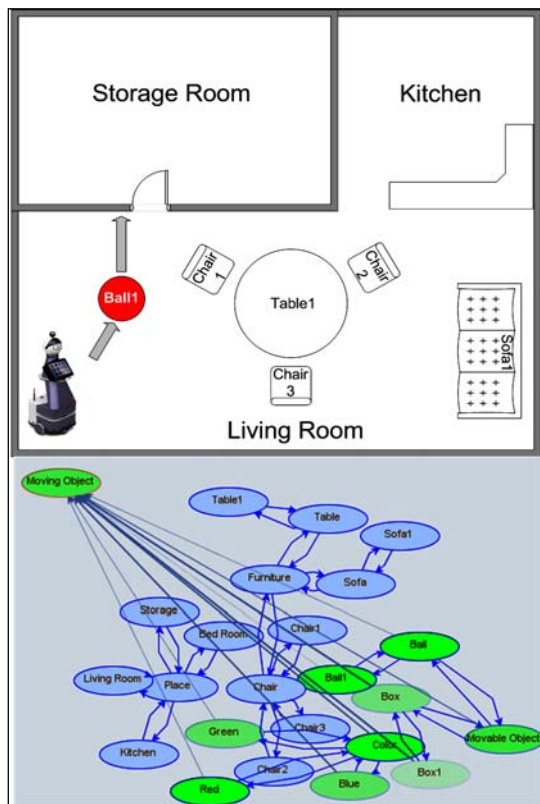 Storage Room
Kitchen
Chair
1
Chair
2
Ball1
Table1
Sofa1
Chair
3
Living Room
Moving Object
Table1
Table
Sofa1
Furniture
Sofa
Storage
Bed Room
Chair1
Ball
Living Room
Place
Chair
Ball1
Box
Green
Chair3
Movable Object
Kitchen
Color
Chair2
Box1
Red
Blue